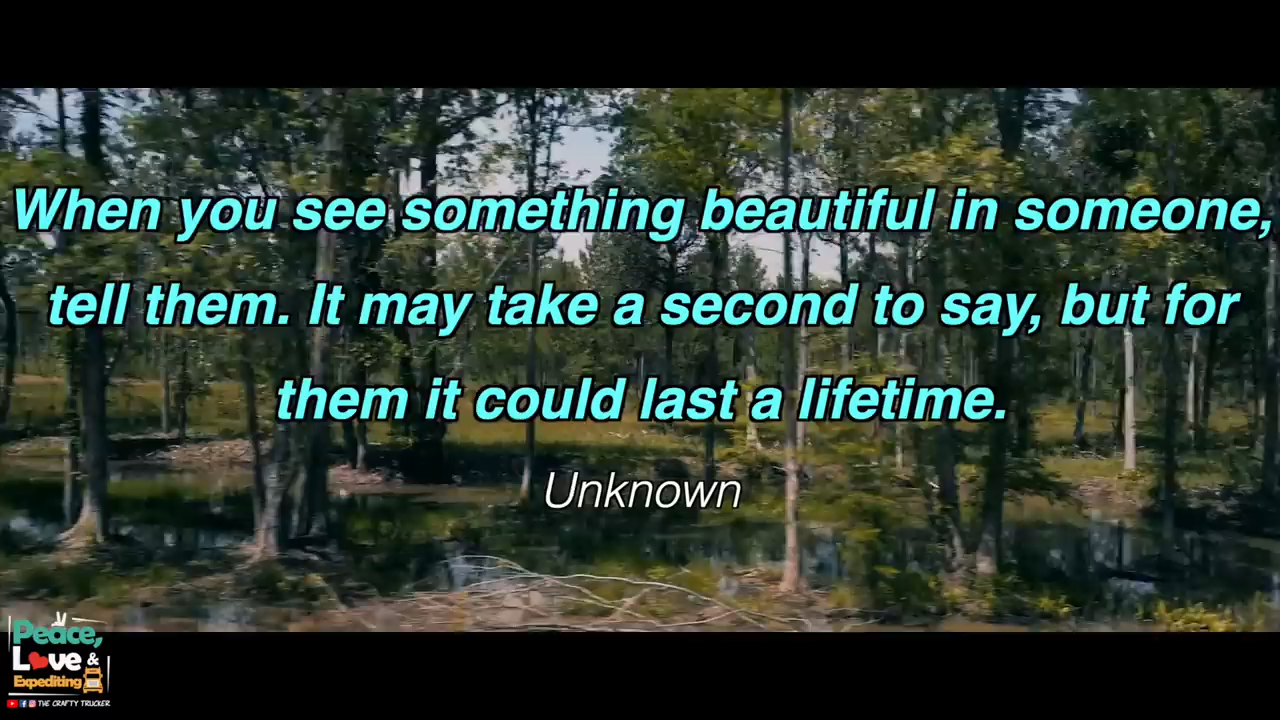 When you see something beautiful in someone,
tell them. It may take a second to say, but for
them it could last a lifetime.
Unknown
Peace,
Love &
Expediting
THE CRAFTY TRUCKER